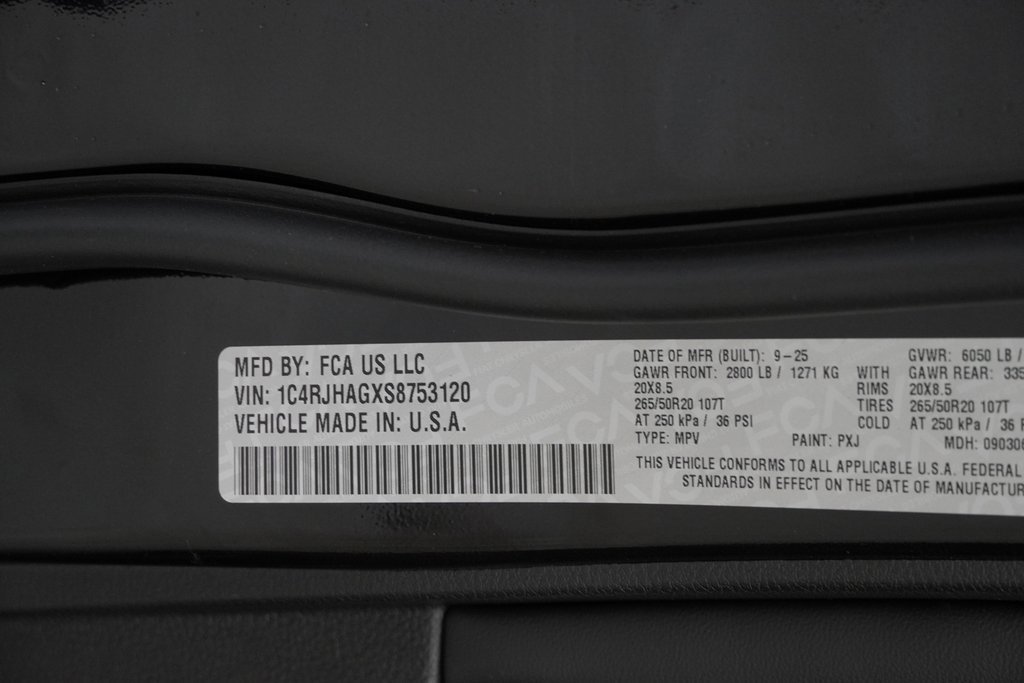 MFD BY: FCA US LLC
VIN: 1C4RJHAGXS8753120
VEHICLE MADE IN: U.S.A.
DATE OF MFR (BUILT): 9-25 GVWR: 6050 LB /
GAWR FRONT: 2800 LB / 1271 KG WITH GAWR REAR: 335
20X8.5 RIMS 20X8.5
265/50R20 107T TIRES 265/50R20 107T
AT 250 kPa / 36 PSI COLD AT 250 kPa / 36 P
TYPE: MPV PAINT: PXJ MDH: 090306
THIS VEHICLE CONFORMS TO ALL APPLICABLE U.S.A. FEDERAL
STANDARDS IN EFFECT ON THE DATE OF MANUFACTUR